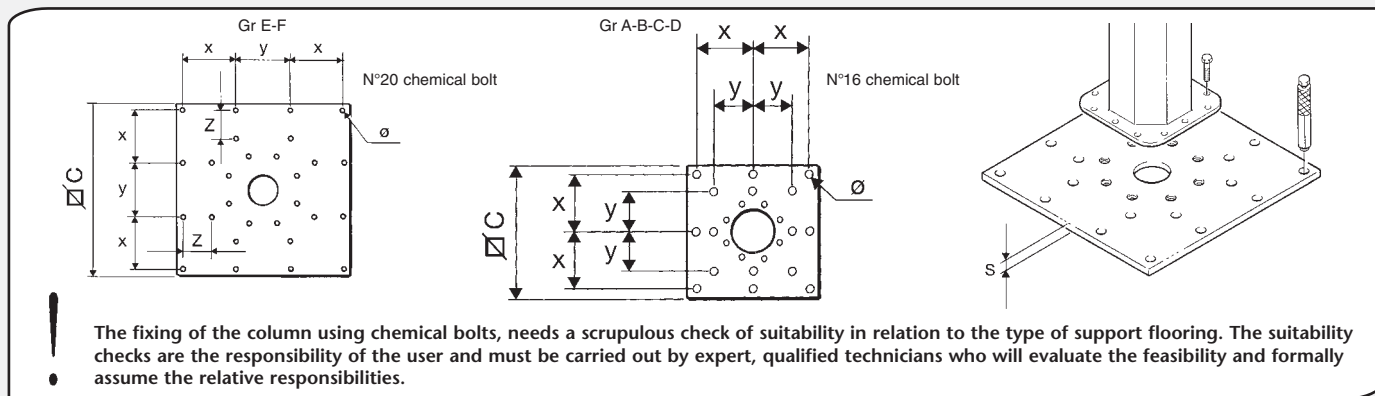 Gr E-F
x y x
N°20 chemical bolt
Z
ø
x
y
x
C
Z
Gr A-B-C-D
x x
N°16 chemical bolt
y y
Ø
x
y
x
y
C
S
!
The fixing of the column using chemical bolts, needs a scrupulous check of suitability in relation to the type of support flooring. The suitability
checks are the responsibility of the user and must be carried out by expert, qualified technicians who will evaluate the feasibility and formally
assume the relative responsibilities.